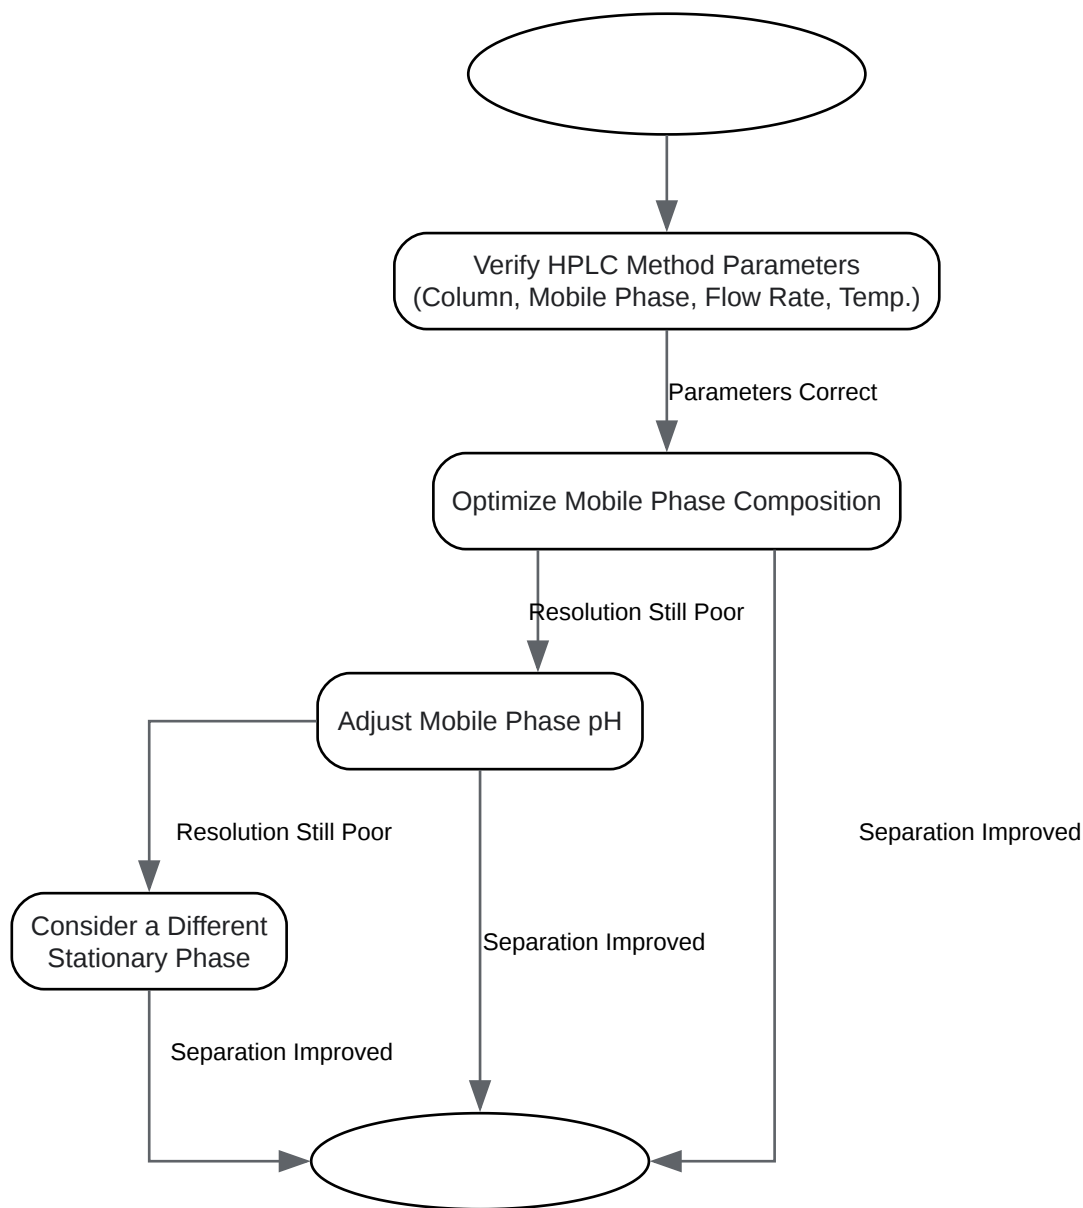 Verify HPLC Method Parameters
(Column, Mobile Phase, Flow Rate, Temp.)
Parameters Correct
Optimize Mobile Phase Composition
Resolution Still Poor
Adjust Mobile Phase pH
Resolution Still Poor
Separation Improved
Consider a Different
Stationary Phase
Separation Improved
Separation Improved